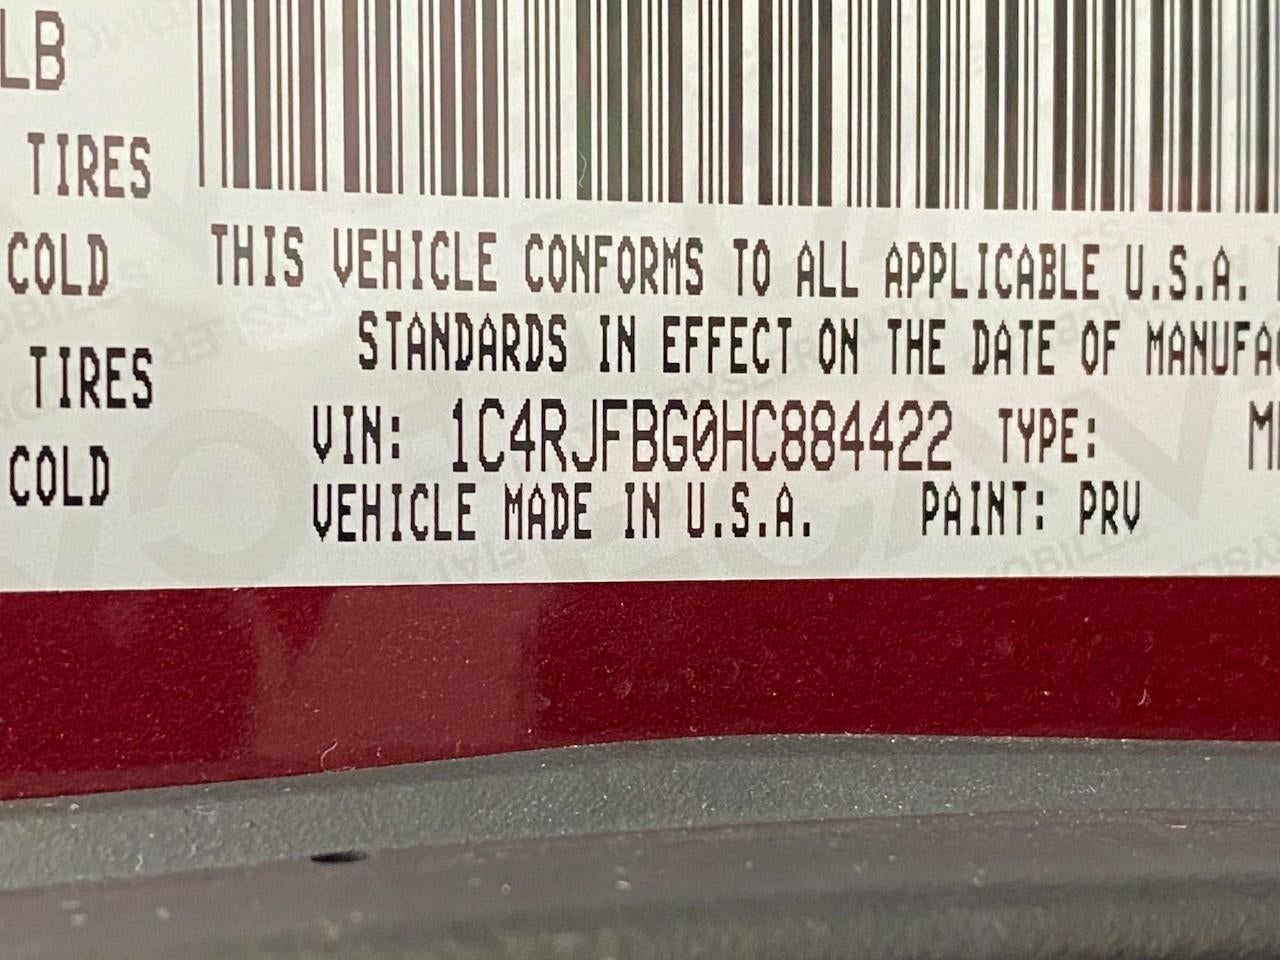 LB
TIRES
COLD
TIRES
COLD
THIS VEHICLE CONFORMS TO ALL APPLICABLE U.S.A.
STANDARDS IN EFFECT ON THE DATE OF MANUFA
VIN: 1C4RJFBG0HC884422 TYPE: M
VEHICLE MADE IN U.S.A. PAINT: PRV